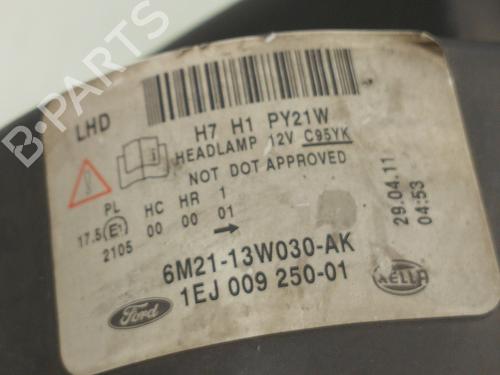 LHD
H7 H1 PY21W
HEADLAMP 12V C95YK
NOT DOT APPROVED
PL HC HR 1
17.5 E1 00 00 01
2105
29.04.11
04:53
6M21-13W030-AK
1EJ 009 250-01
Ford
HELLA
B-PARTS